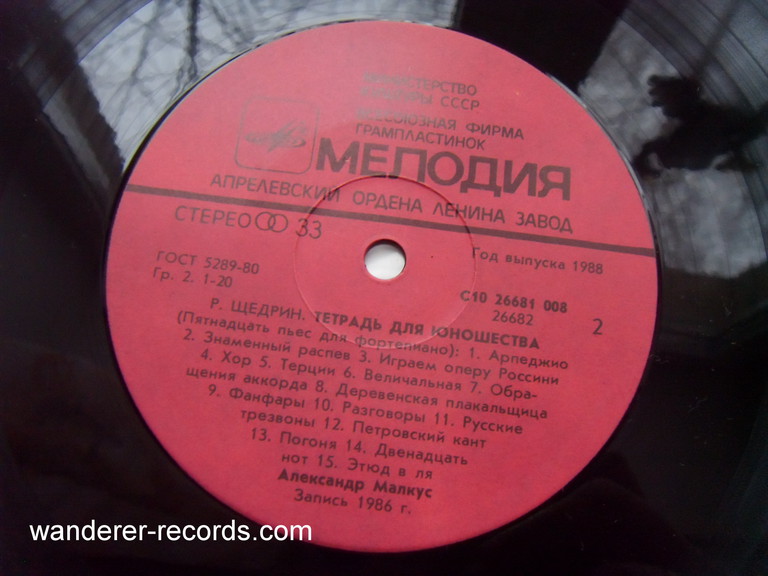 МИНИСТЕРСТВО
КУЛЬТУРЫ СССР
ВСЕСОЮЗНАЯ ФИРМА
ГРАМПЛАСТИНОК
МЕЛОДИЯ
АПРЕЛЕВСКИЙ ОРДЕНА ЛЕНИНА ЗАВОД
СТЕРЕО 33
Год выпуска 1988
ГОСТ 5289-80
Гр. 2. 1-20
С10 26681 008
26682
2
Р. ЩЕДРИН. ТЕТРАДЬ ДЛЯ ЮНОШЕСТВА
(Пятнадцать пьес для фортепиано): 1. Арпеджио
2. Знаменный распев 3. Играем оперу Россини
4. Хор 5. Терции 6. Величальная 7. Обра-
щения аккорда 8. Деревенская плакальщица
9. Фанфары 10. Разговоры 11. Русские
трезвоны 12. Петровский кант
13. Погоня 14. Двенадцать
нот 15. Этюд в ля
Александр Малкус
Запись 1986 г.
wanderer-records.com